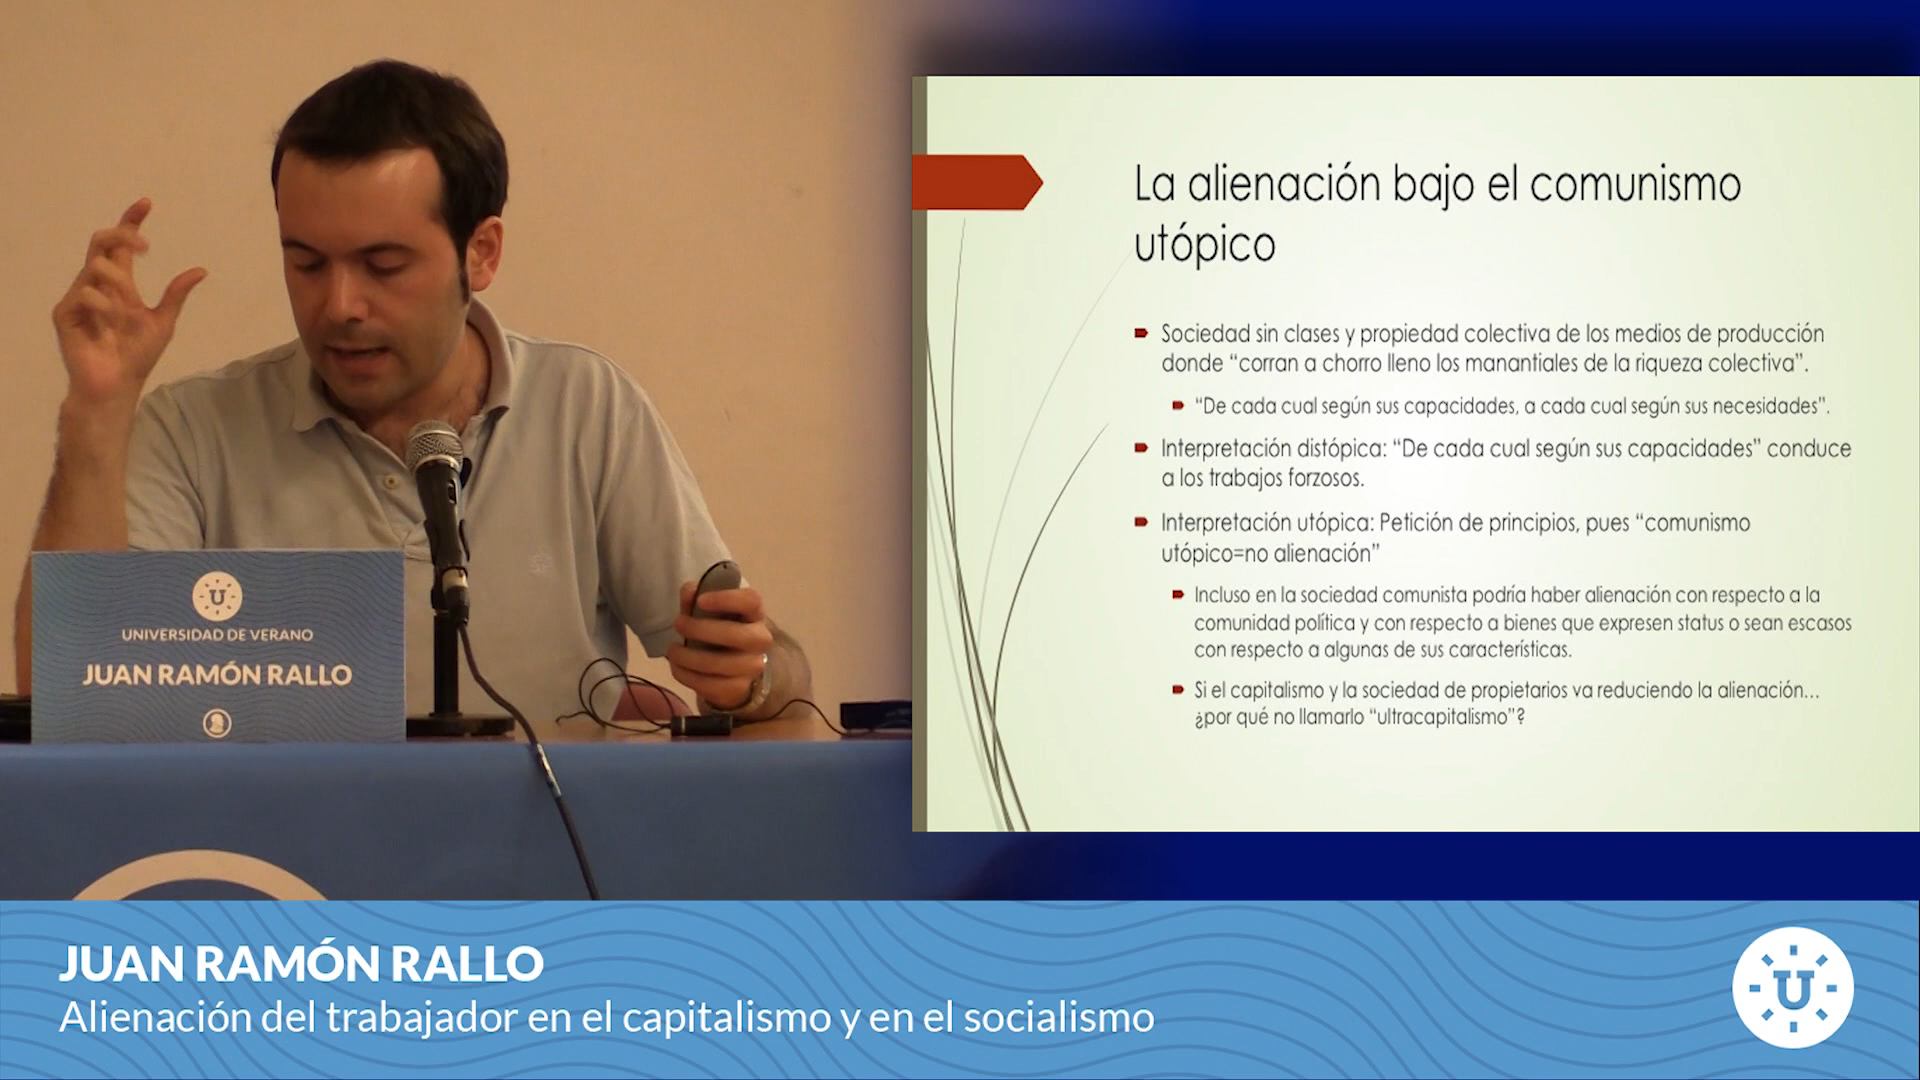 UNIVERSIDAD DE VERANO
JUAN RAMÓN RALLO
La alienación bajo el comunismo
utópico
Sociedad sin clases y propiedad colectiva de los medios de producción
donde “corran a chorro lleno los manantiales de la riqueza colectiva”.
“De cada cual según sus capacidades, a cada cual según sus necesidades”.
Interpretación distópica: “De cada cual según sus capacidades” conduce
a los trabajos forzosos.
Interpretación utópica: Petición de principios, pues “comunismo
utópico=no alienación”
Incluso en la sociedad comunista podría haber alienación con respecto a la
comunidad política y con respecto a bienes que expresen status o sean escasos
con respecto a algunas de sus características.
Si el capitalismo y la sociedad de propietarios va reduciendo la alienación…
¿por qué no llamarlo “ultracapitalismo”?
JUAN RAMÓN RALLO
Alienación del trabajador en el capitalismo y en el socialismo
U